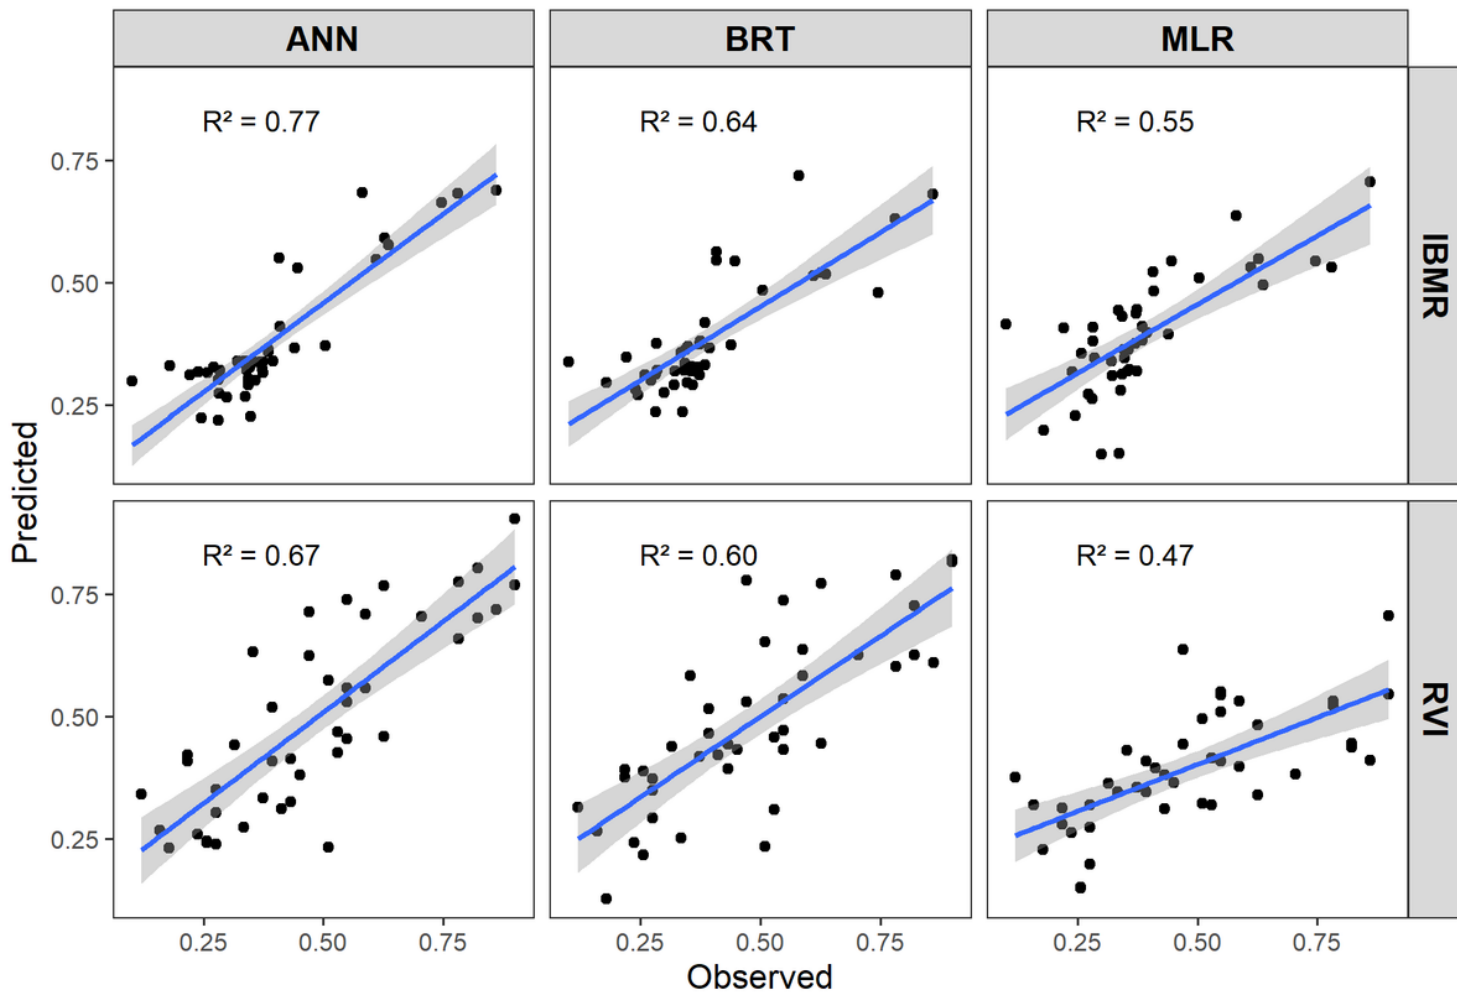 ANN
BRT
MLR
R² = 0.77
R² = 0.64
R² = 0.55
IBMR
0.75
0.50
0.25
Predicted
R² = 0.67
R² = 0.60
R² = 0.47
RVI
0.75
0.50
0.25
0.25 0.50 0.75
0.25 0.50 0.75
0.25 0.50 0.75
Observed